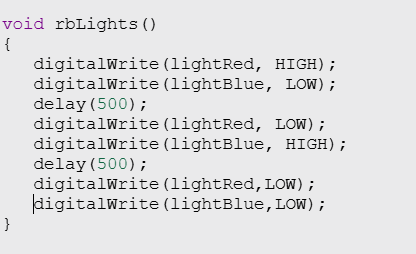 void rbLights()
{
digitalWrite(lightRed, HIGH);
digitalWrite(lightBlue, LOW);
delay(500);
digitalWrite(lightRed, LOW);
digitalWrite(lightBlue, HIGH);
delay(500);
digitalWrite(lightRed,LOW);
digitalWrite(lightBlue,LOW);
}